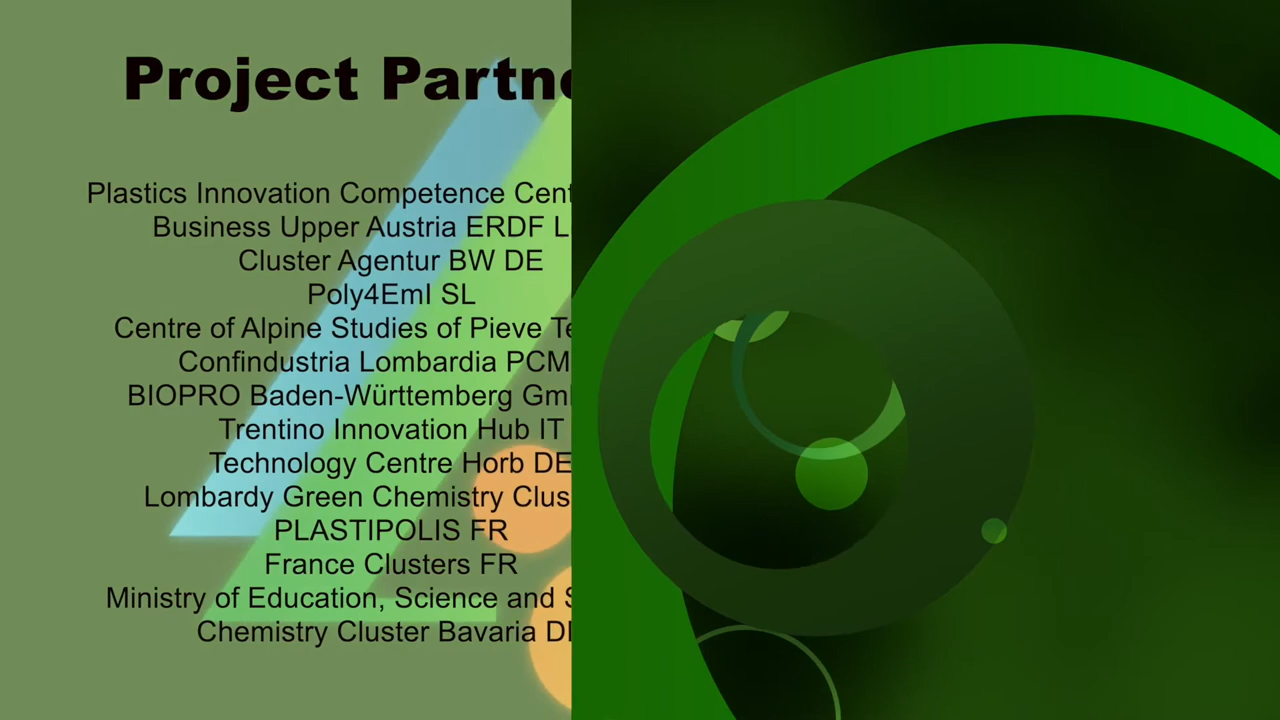 Project Partne
Plastics Innovation Competence Cent
Business Upper Austria ERDF L
Cluster Agentur BW DE
Poly4EmI SL
Centre of Alpine Studies of Pieve Te
Confindustria Lombardia PCM
BIOPRO Baden-Württemberg Gm
Trentino Innovation Hub IT
Technology Centre Horb DE
Lombardy Green Chemistry Clus
PLASTIPOLIS FR
France Clusters FR
Ministry of Education, Science and S
Chemistry Cluster Bavaria D